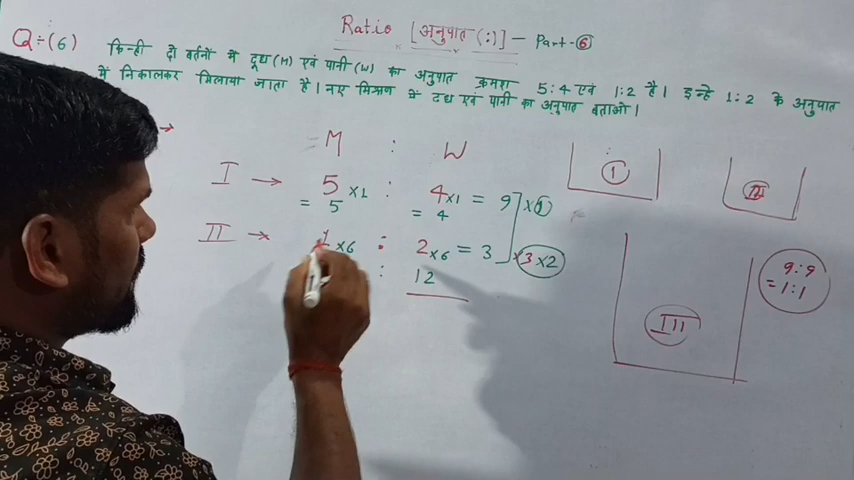 Ratio [अनुपात (:)] - Part-⑥
Q÷(6) किन्ही दो बर्तनों में दूध (M) एवं पानी (W) का अनुपात क्रमश 5:4 एवं 1:2 है। इन्हे 1:2 के अनुपात
में निकालकर मिलाया जाता है। नए मिश्रण में दूध एवं पानी का अनुपात बताओ।
= M : W
I → 5 ×1 : 4 ×1 = 9 ×①
= 5 = 4
II → 1 ×6 : 2 ×6 = 3 ×3 ×2
: 12
I
II
III
9:9
= 1:1